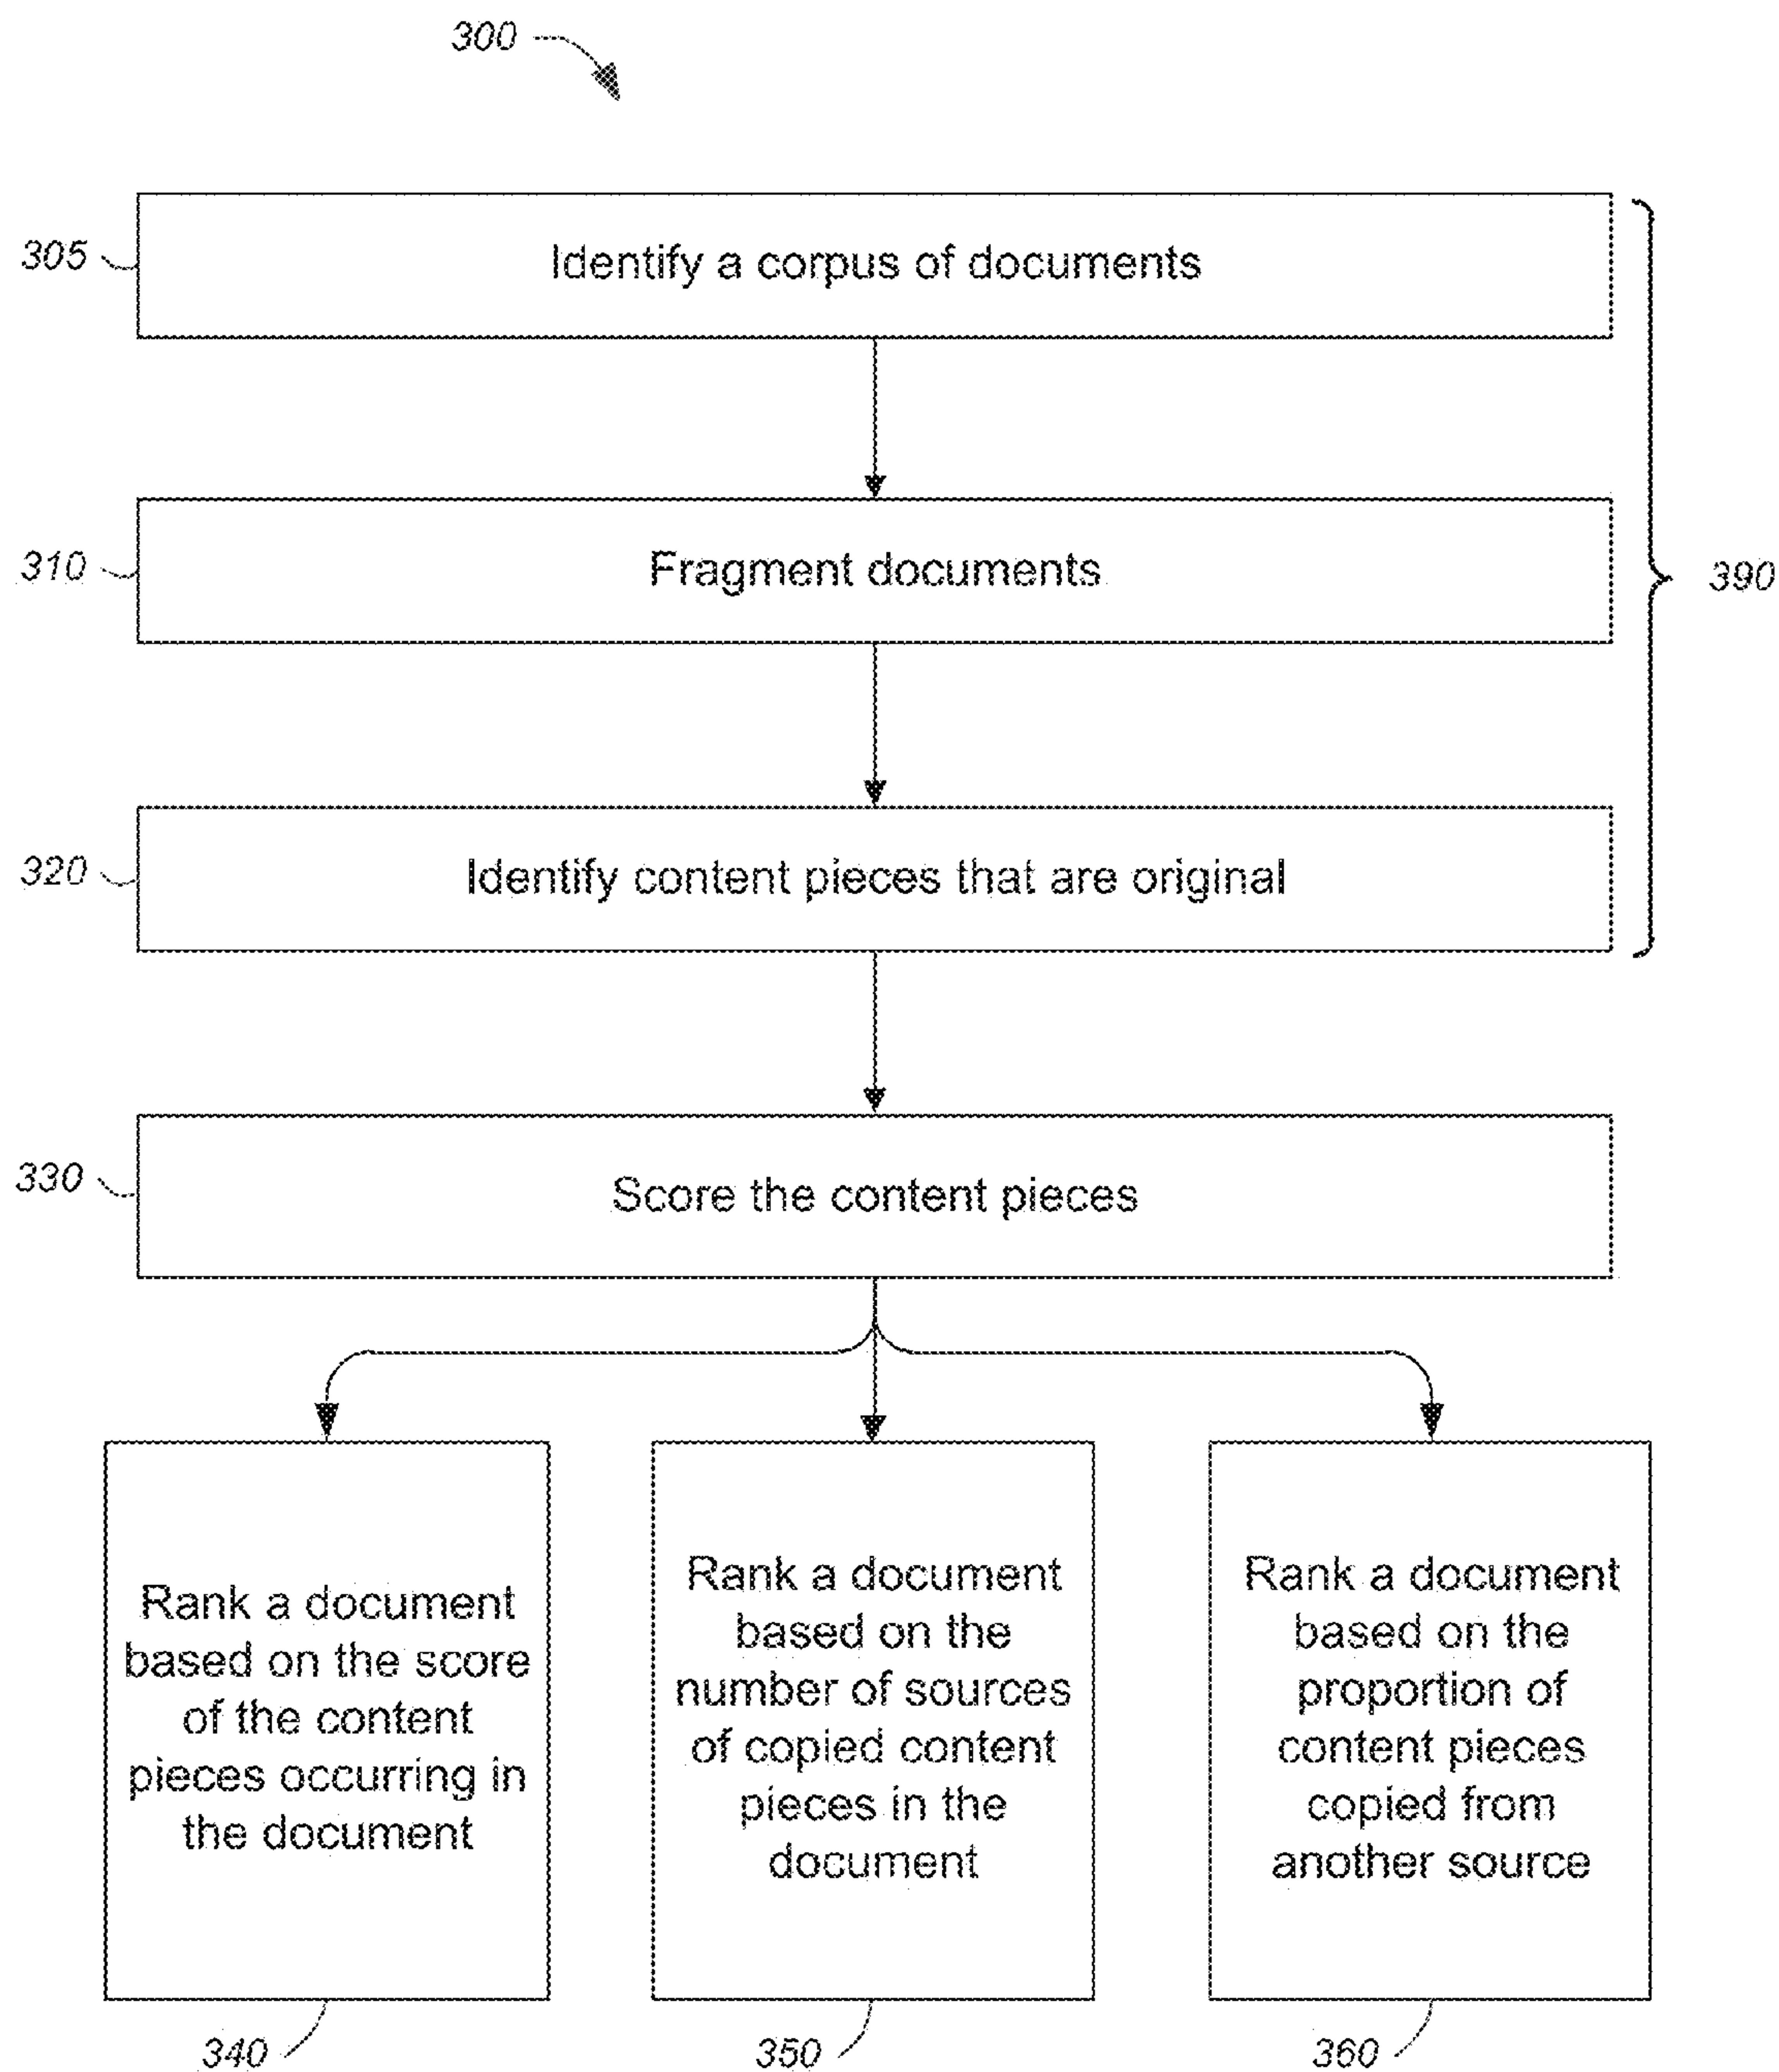 300
305
Identify a corpus of documents
310
Fragment documents
390
320
Identify content pieces that are original
330
Score the content pieces
Rank a document
based on the score
of the content
pieces occurring in
the document
340
Rank a document
based on the
number of sources
of copied content
pieces in the
document
350
Rank a document
based on the
proportion of
content pieces
copied from
another source
360